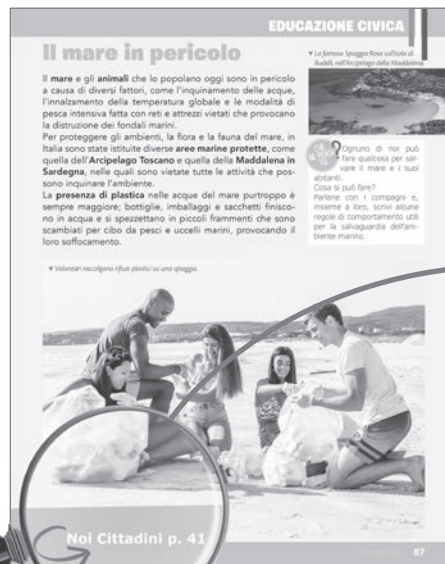 EDUCAZIONE CIVICA
Il mare in pericolo
Il mare e gli animali che lo popolano oggi sono in pericolo
a causa di diversi fattori, come l'inquinamento delle acque,
l'innalzamento della temperatura globale e le modalità di
pesca intensiva fatta con reti e attrezzi vietati che provocano
la distruzione dei fondali marini.
Per proteggere gli ambienti, la flora e la fauna del mare, in
Italia sono state istituite diverse aree marine protette, come
quella dell'Arcipelago Toscano e quella della Maddalena in
Sardegna, nelle quali sono vietate tutte le attività che pos-
sono inquinare l'ambiente.
La presenza di plastica nelle acque del mare purtroppo è
sempre maggiore; bottiglie, imballaggi e sacchetti finisco-
no in acqua e si spezzettano in piccoli frammenti che sono
scambiati per cibo da pesci e uccelli marini, provocando il
loro soffocamento.
▼ La famosa Spiaggia Rosa sull'isola di
Budelli, nell'Arcipelago della Maddalena.
Ognuno di noi può
fare qualcosa per sal-
vare il mare e i suoi
abitanti.
Cosa si può fare?
Parlane con i compagni e,
insieme a loro, scrivi alcune
regole di comportamento utili
per la salvaguardia dell'am-
biente marino.
▼ Volontari raccolgono rifiuti plastici su una spiaggia.
Noi Cittadini p. 41
87